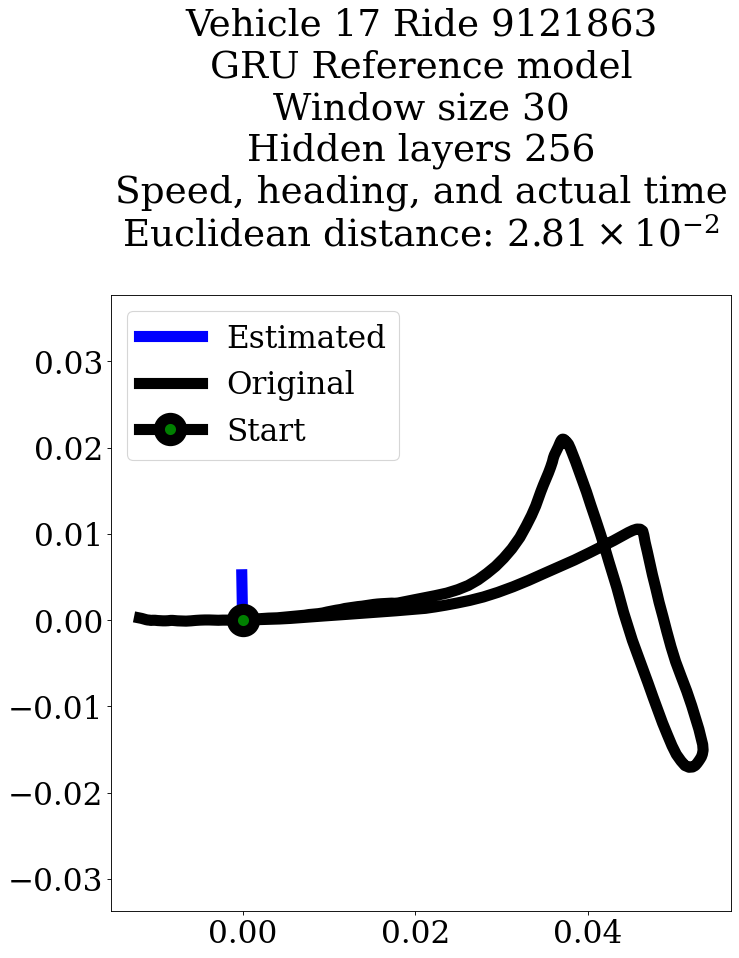 Vehicle 17 Ride 9121863
GRU Reference model
Window size 30
Hidden layers 256
Speed, heading, and actual time
Euclidean distance: 2.81 × 10⁻²
Estimated
Original
Start
0.03
0.02
0.01
0.00
−0.01
−0.02
−0.03
0.00 0.02 0.04